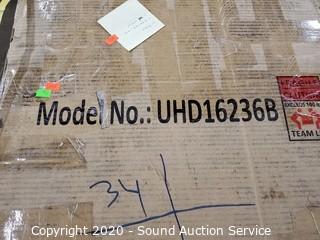 Model No.: UHD16236B
TEAM L
34
Copyright 2020 - Sound Auction Service